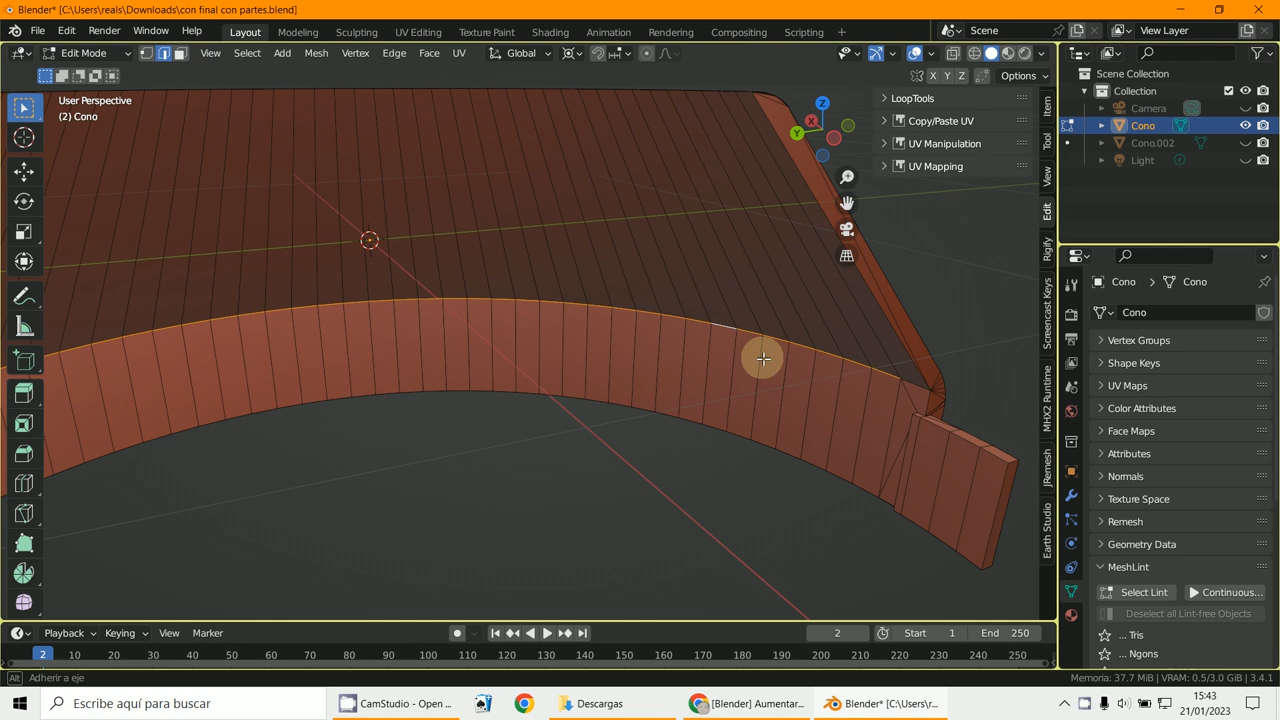 Blender* [C:\Users\reals\Downloads\con final con partes.blend]
File Edit Render Window Help Layout Modeling Sculpting UV Editing Texture Paint Shading Animation Rendering Compositing Scripting + Scene View Layer
Edit Mode View Select Add Mesh Vertex Edge Face UV Global
X Y Z Options
User Perspective
(2) Cono
LoopTools
Copy/Paste UV
UV Manipulation
UV Mapping
Z
X
Y
Item
Tool
View
Edit
Rigify
Screencast Keys
MHX2 Runtime
JRemesh
Earth Studio
Scene Collection
Collection
Camera
Cono
Cono.002
Light
Cono > Cono
Cono
Vertex Groups
Shape Keys
UV Maps
Color Attributes
Face Maps
Attributes
Normals
Texture Space
Remesh
Geometry Data
MeshLint
Select Lint Continuous...
Deselect all Lint-free Objects
... Tris
... Ngons
Playback Keying View Marker 2 Start 1 End 250
2 10 20 30 40 50 60 70 80 90 100 110 120 130 140 150 160 170 180 190 200 210 220 230 240 250
Alt Adherir a eje Memoria: 37.7 MiB | VRAM: 0.5/3.0 GiB | 3.4.1
Escribe aquí para buscar CamStudio - Open ... Descargas [Blender] Aumentar... Blender* [C:\Users\r... 15:43
21/01/2023